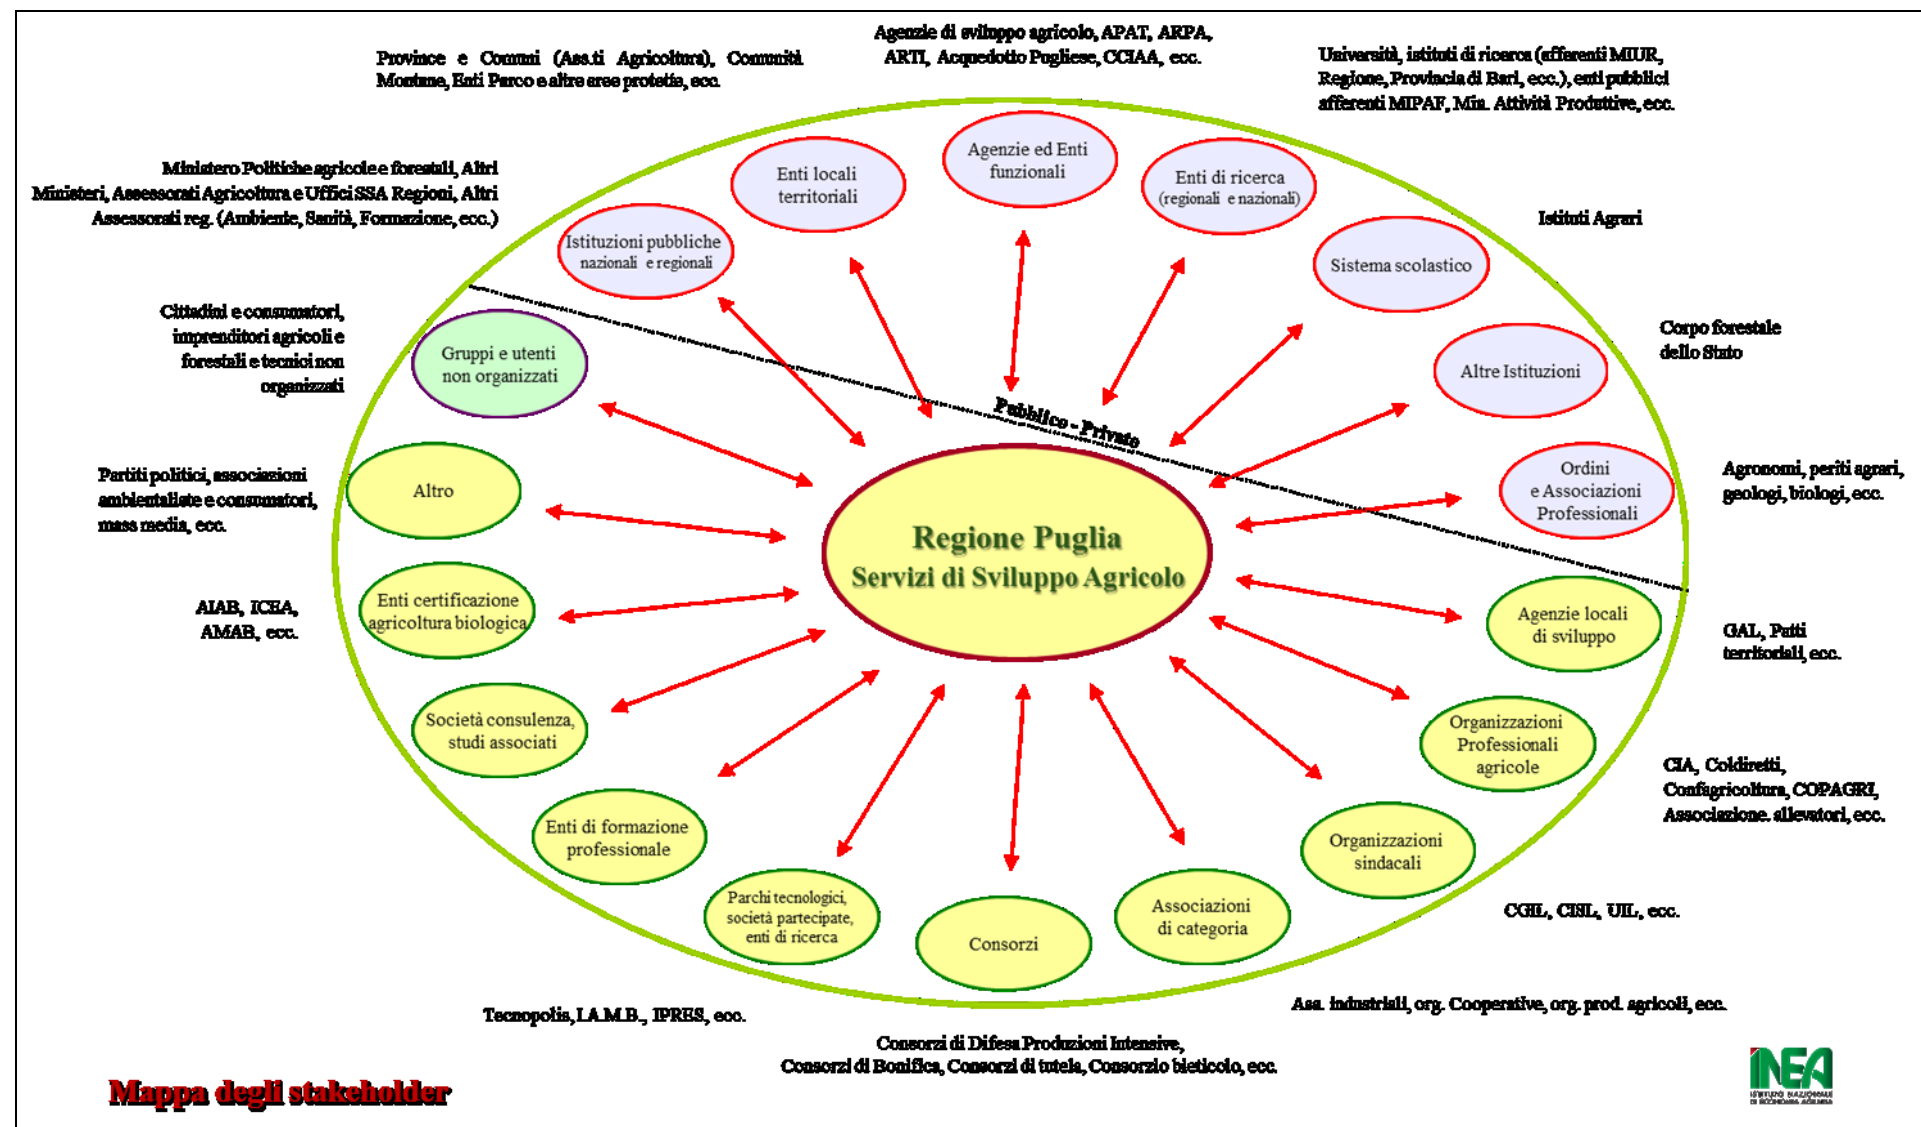 Agenzie di sviluppo agricolo, APAT, ARPA,
ARTI, Acquedotto Pugliese, CCIAA, ecc.
Province e Comuni (Ass.ti Agricoltura), Comunità
Montane, Enti Parco e altre aree protette, ecc.
Università, istituti di ricerca (afferenti MIUR,
Regione, Provincia di Bari, ecc.), enti pubblici
afferenti MIPAF, Min. Attività Produttive, ecc.
Ministero Politiche agricole e forestali, Altri
Ministeri, Assessorati Agricoltura e Uffici SSA Regioni, Altri
Assessorati reg. (Ambiente, Sanità, Formazione, ecc.)
Istituzioni pubbliche
nazionali e regionali
Enti locali
territoriali
Agenzie ed Enti
funzionali
Enti di ricerca
(regionali e nazionali)
Sistema scolastico
Istituti Agrari
Altre Istituzioni
Corpo forestale
dello Stato
Ordini
e Associazioni
Professionali
Agronomi, periti agrari,
geologi, biologi, ecc.
Pubblico - Privato
Cittadini e consumatori,
imprenditori agricoli e
forestali e tecnici non
organizzati
Gruppi e utenti
non organizzati
Partiti politici, associazioni
ambientaliste e consumatori,
mass media, ecc.
Altro
Regione Puglia
Servizi di Sviluppo Agricolo
AIAB, ICEA,
AMAB, ecc.
Enti certificazione
agricoltura biologica
Agenzie locali
di sviluppo
GAL, Patti
territoriali, ecc.
Società consulenza,
studi associati
Organizzazioni
Professionali
agricole
CIA, Coldiretti,
Confagricoltura, COPAGRI,
Associazione. allevatori, ecc.
Enti di formazione
professionale
Organizzazioni
sindacali
CGIL, CISL, UIL, ecc.
Parchi tecnologici,
società partecipate,
enti di ricerca
Consorzi
Associazioni
di categoria
Tecnopolis, I.A.M.B., IPRES, ecc.
Ass. industriali, org. Cooperative, org. prod. agricoli, ecc.
Consorzi di Difesa Produzioni Intensive,
Consorzi di Bonifica, Consorzi di tutela, Consorzio bieticolo, ecc.
Mappa degli stakeholder
INEA
ISTITUTO NAZIONALE
DI ECONOMIA AGRARIA